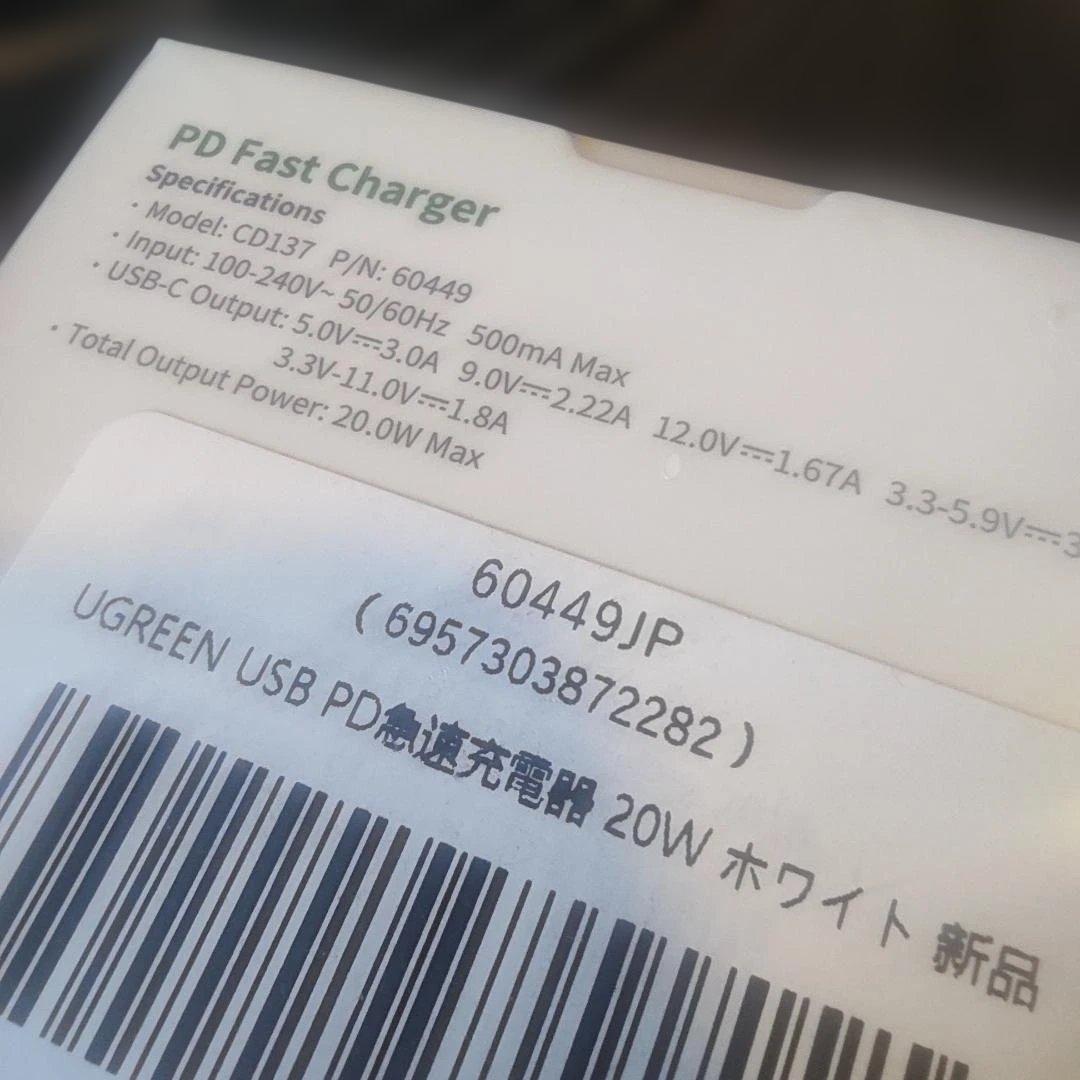 PD Fast Charger
Specifications
· Model: CD137 P/N: 60449
· Input: 100-240V~ 50/60Hz 500mA Max
· USB-C Output: 5.0V⎓3.0A 9.0V⎓2.22A 12.0V⎓1.67A 3.3-5.9V⎓3
3.3V-11.0V⎓1.8A
· Total Output Power: 20.0W Max
60449JP
(6957303872282)
UGREEN USB PD急速充電器 20W ホワイト 新品